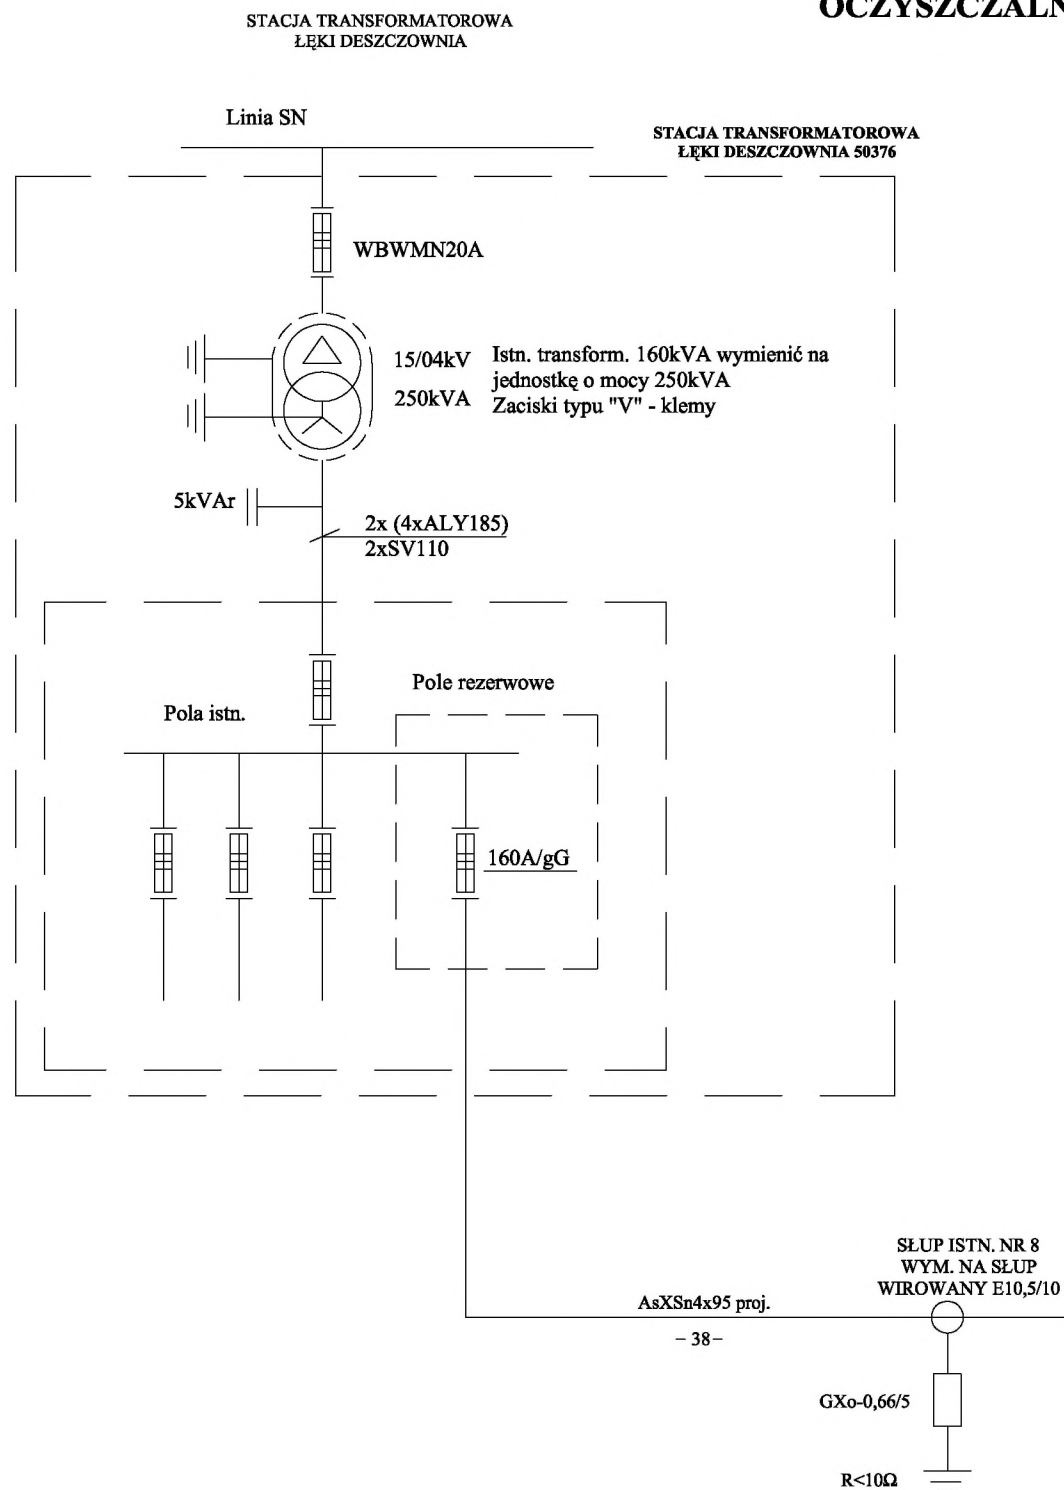 OCZYSZCZALN
STACJA TRANSFORMATOROWA
ŁĘKI DESZCZOWNIA
Linia SN
STACJA TRANSFORMATOROWA
ŁĘKI DESZCZOWNIA 50376
WBWMN20A
15/04kV
250kVA
Istn. transform. 160kVA wymienić na
jednostkę o mocy 250kVA
Zaciski typu "V" - klemy
5kVAr
2x (4xALY185)
2xSV110
Pole rezerwowe
Pola istn.
160A/gG
SŁUP ISTN. NR 8
WYM. NA SŁUP
WIROWANY E10,5/10
AsXSn4x95 proj.
– 38–
GXo-0,66/5
R<10Ω